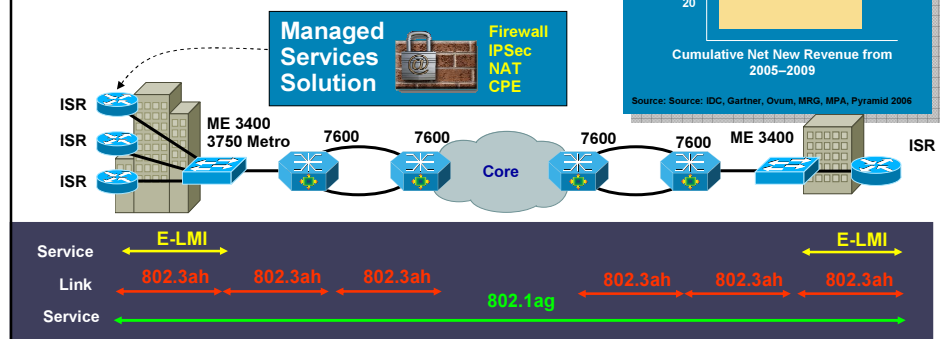 20
Cumulative Net New Revenue from
2005–2009
Source: Source: IDC, Gartner, Ovum, MRG, MPA, Pyramid 2006
Managed
Services
Solution
@
Firewall
IPSec
NAT
CPE
ISR
ISR
ISR
ME 3400
3750 Metro
7600
7600
Core
7600
7600
ME 3400
ISR
Service
E-LMI
E-LMI
Link
802.3ah
802.3ah
802.3ah
802.3ah
802.3ah
802.3ah
Service
802.1ag